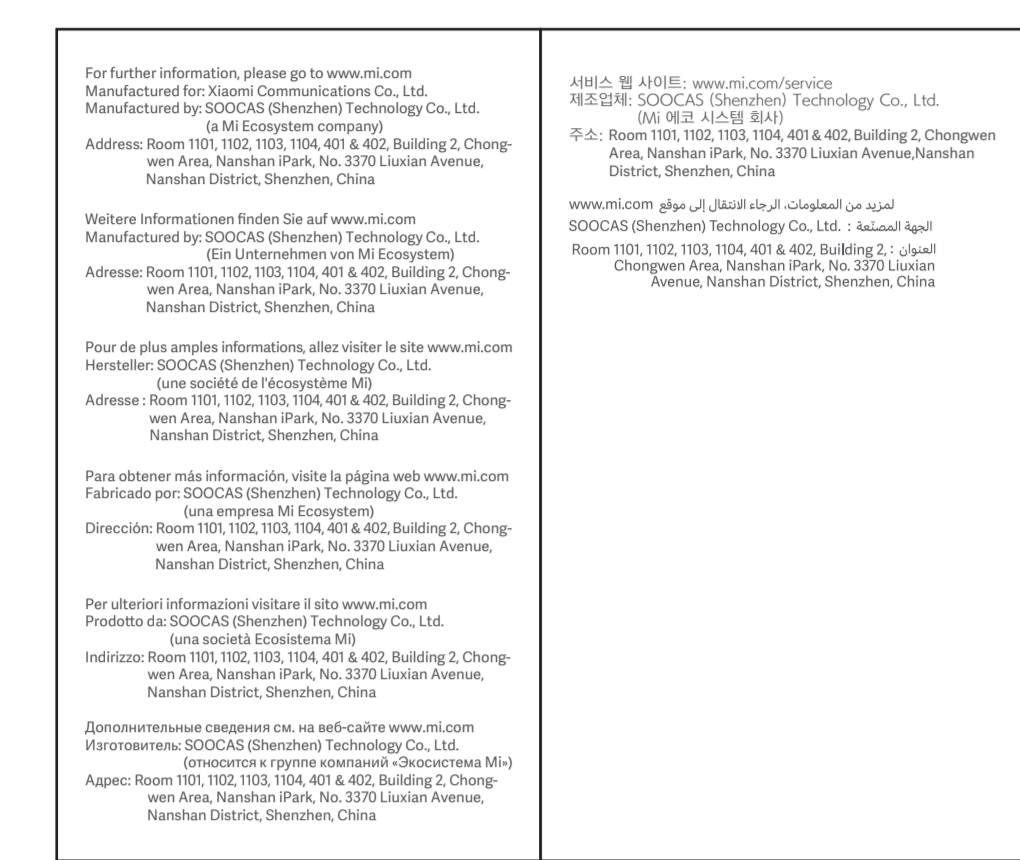 For further information, please go to www.mi.com
Manufactured for: Xiaomi Communications Co., Ltd.
Manufactured by: SOOCAS (Shenzhen) Technology Co., Ltd.
(a Mi Ecosystem company)
Address: Room 1101, 1102, 1103, 1104, 401 & 402, Building 2, Chong-
wen Area, Nanshan iPark, No. 3370 Liuxian Avenue,
Nanshan District, Shenzhen, China
Weitere Informationen finden Sie auf www.mi.com
Manufactured by: SOOCAS (Shenzhen) Technology Co., Ltd.
(Ein Unternehmen von Mi Ecosystem)
Adresse: Room 1101, 1102, 1103, 1104, 401 & 402, Building 2, Chong-
wen Area, Nanshan iPark, No. 3370 Liuxian Avenue,
Nanshan District, Shenzhen, China
Pour de plus amples informations, allez visiter le site www.mi.com
Hersteller: SOOCAS (Shenzhen) Technology Co., Ltd.
(une société de l'écosystème Mi)
Adresse : Room 1101, 1102, 1103, 1104, 401 & 402, Building 2, Chong-
wen Area, Nanshan iPark, No. 3370 Liuxian Avenue,
Nanshan District, Shenzhen, China
Para obtener más información, visite la página web www.mi.com
Fabricado por: SOOCAS (Shenzhen) Technology Co., Ltd.
(una empresa Mi Ecosystem)
Dirección: Room 1101, 1102, 1103, 1104, 401 & 402, Building 2, Chong-
wen Area, Nanshan iPark, No. 3370 Liuxian Avenue,
Nanshan District, Shenzhen, China
Per ulteriori informazioni visitare il sito www.mi.com
Prodotto da: SOOCAS (Shenzhen) Technology Co., Ltd.
(una società Ecosistema Mi)
Indirizzo: Room 1101, 1102, 1103, 1104, 401 & 402, Building 2, Chong-
wen Area, Nanshan iPark, No. 3370 Liuxian Avenue,
Nanshan District, Shenzhen, China
Дополнительные сведения см. на веб-сайте www.mi.com
Изготовитель: SOOCAS (Shenzhen) Technology Co., Ltd.
(относится к группе компаний «Экосистема Mi»)
Адрес: Room 1101, 1102, 1103, 1104, 401 & 402, Building 2, Chong-
wen Area, Nanshan iPark, No. 3370 Liuxian Avenue,
Nanshan District, Shenzhen, China
서비스 웹 사이트: www.mi.com/service
제조업체: SOOCAS (Shenzhen) Technology Co., Ltd.
(Mi 에코 시스템 회사)
주소: Room 1101, 1102, 1103, 1104, 401 & 402, Building 2, Chongwen
Area, Nanshan iPark, No. 3370 Liuxian Avenue,Nanshan
District, Shenzhen, China
لمزيد من المعلومات، الرجاء الانتقال إلى موقع www.mi.com
الجهة المصنّعة : SOOCAS (Shenzhen) Technology Co., Ltd.
العنوان : Room 1101, 1102, 1103, 1104, 401 & 402, Building 2,
Chongwen Area, Nanshan iPark, No. 3370 Liuxian
Avenue, Nanshan District, Shenzhen, China